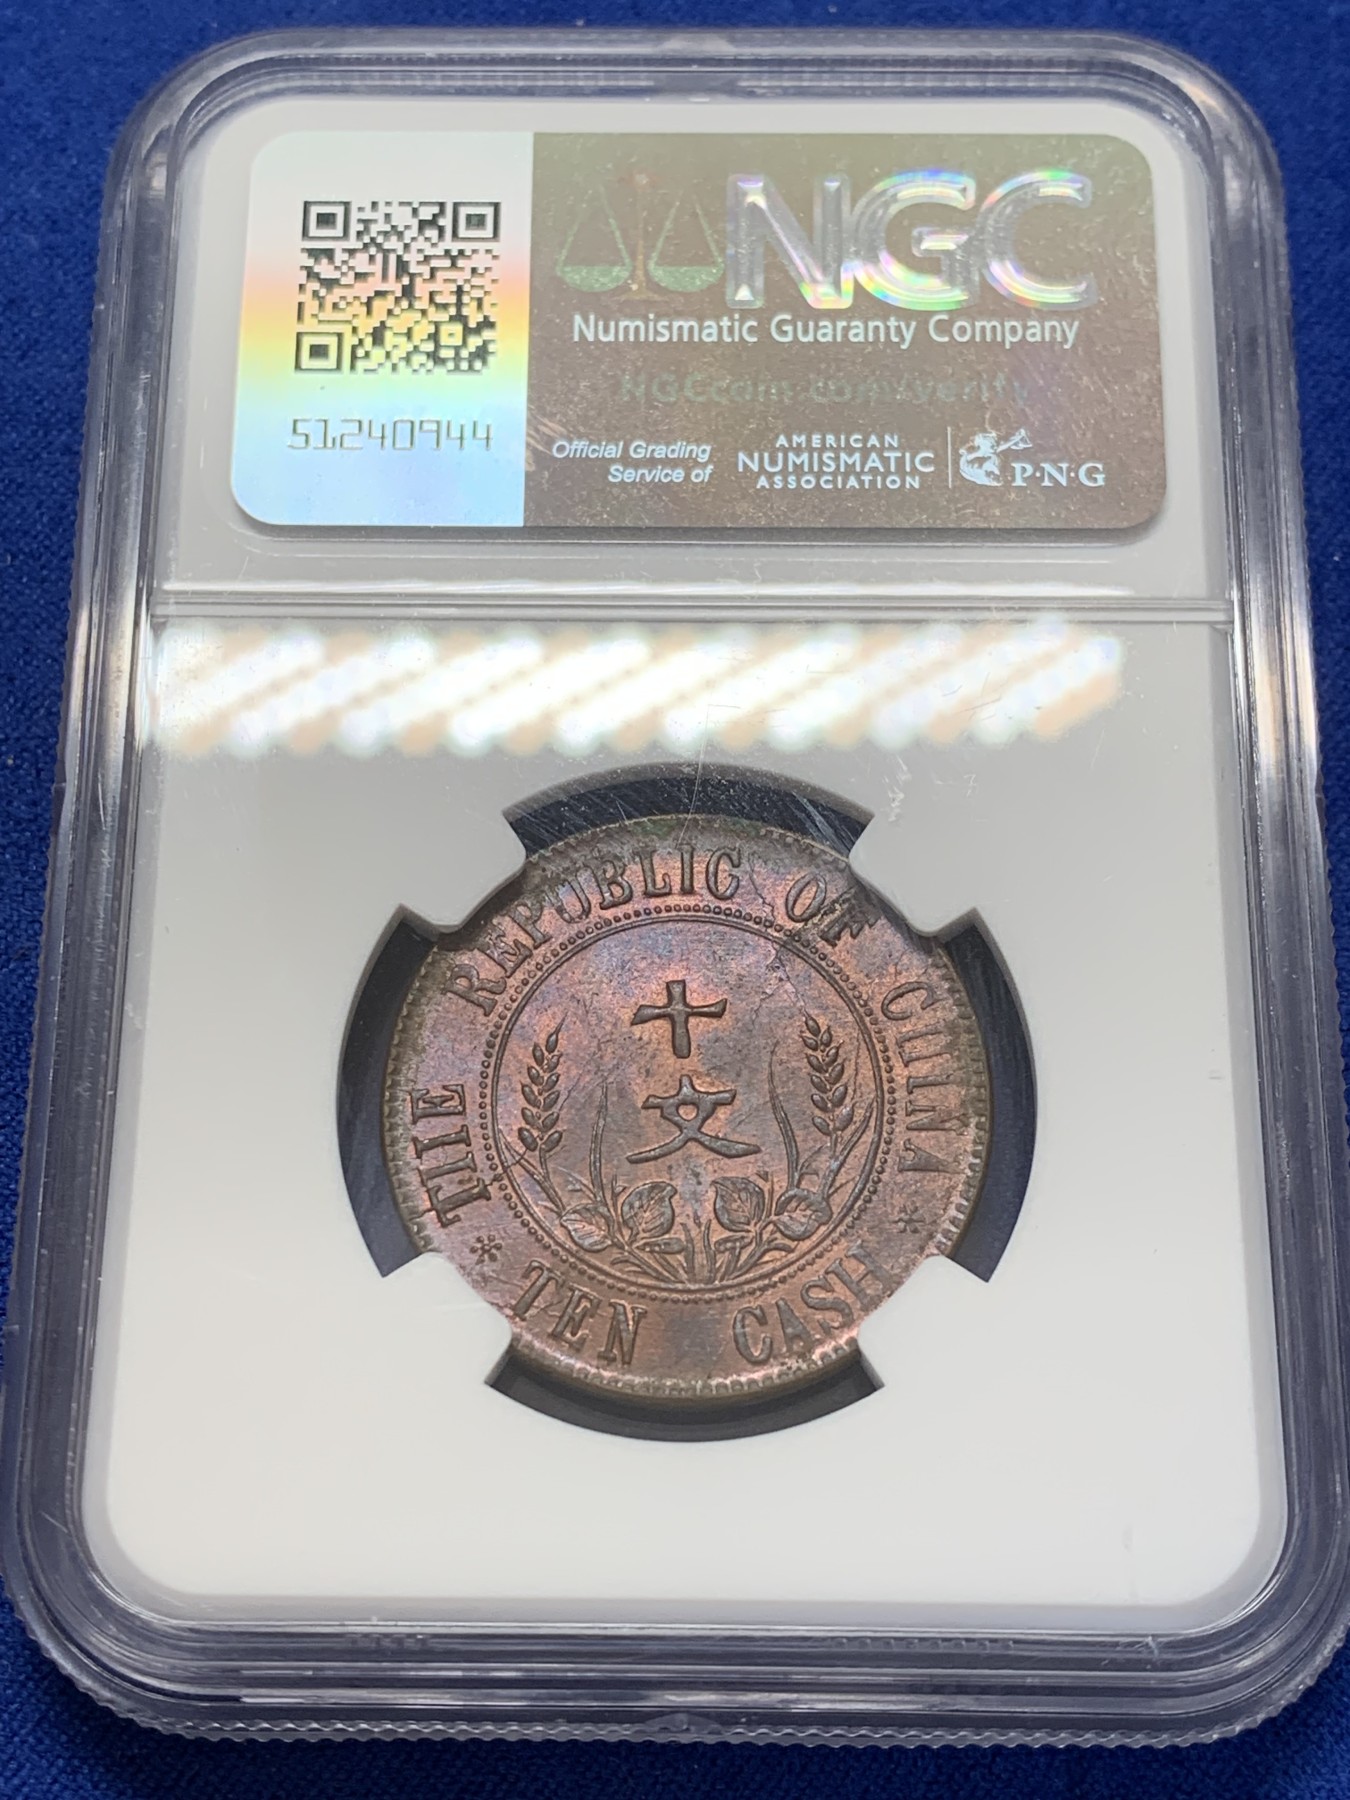 NGC
Numismatic Guaranty Company
51240944
Official Grading
Service of
AMERICAN
NUMISMATIC
ASSOCIATION
P·N·G
THE REPUBLIC OF CHINA
十
文
* TEN CASH *